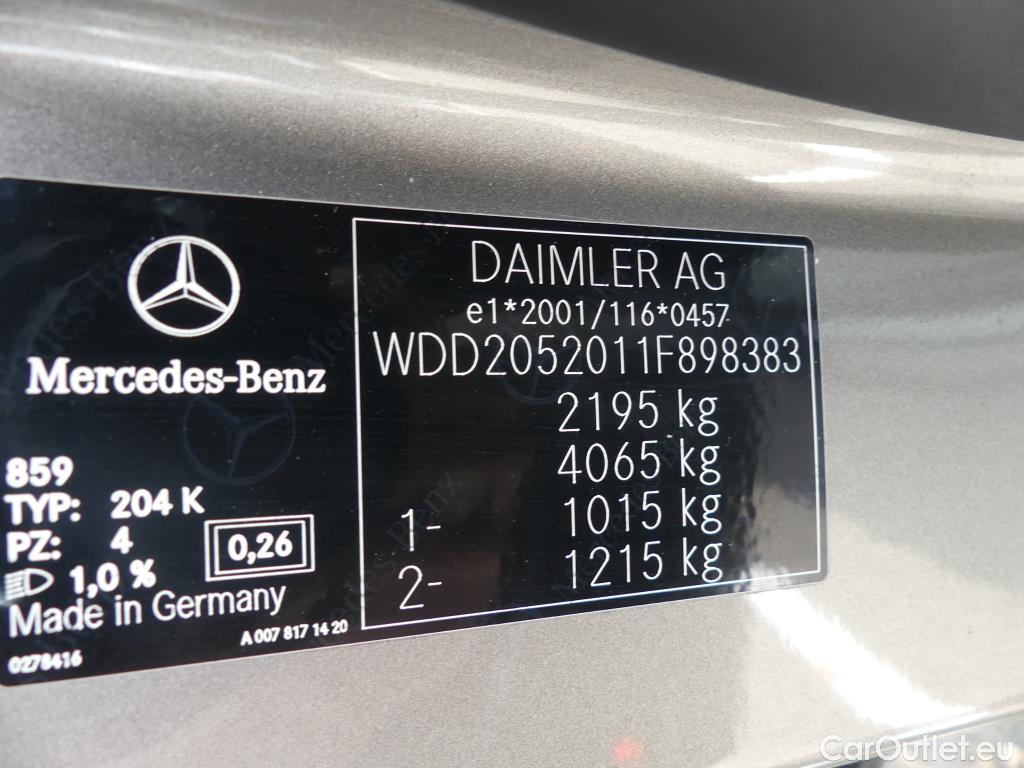 Mercedes-Benz
859
TYP: 204 K
PZ: 4
0,26
1,0 %
Made in Germany
A 007 817 14 20
0278416
DAIMLER AG
e1*2001/116*0457
WDD2052011F898383
2195 kg
4065 kg
1- 1015 kg
2- 1215 kg
CarOutlet.eu